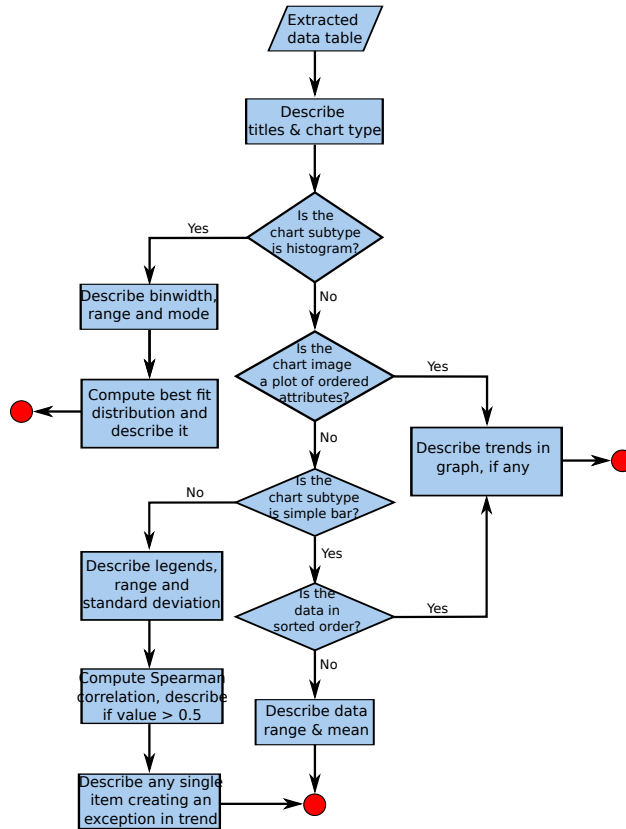 Extracted
data table
Describe
titles & chart type
Is the
chart subtype
is histogram?
Yes
No
Describe binwidth,
range and mode
Compute best fit
distribution and
describe it
Is the
chart image
a plot of ordered
attributes?
Yes
No
Describe trends in
graph, if any
Is the
chart subtype
is simple bar?
No
Yes
Describe legends,
range and
standard deviation
Is the
data in
sorted order?
Yes
No
Compute Spearman
correlation, describe
if value > 0.5
Describe data
range & mean
Describe any single
item creating an
exception in trend